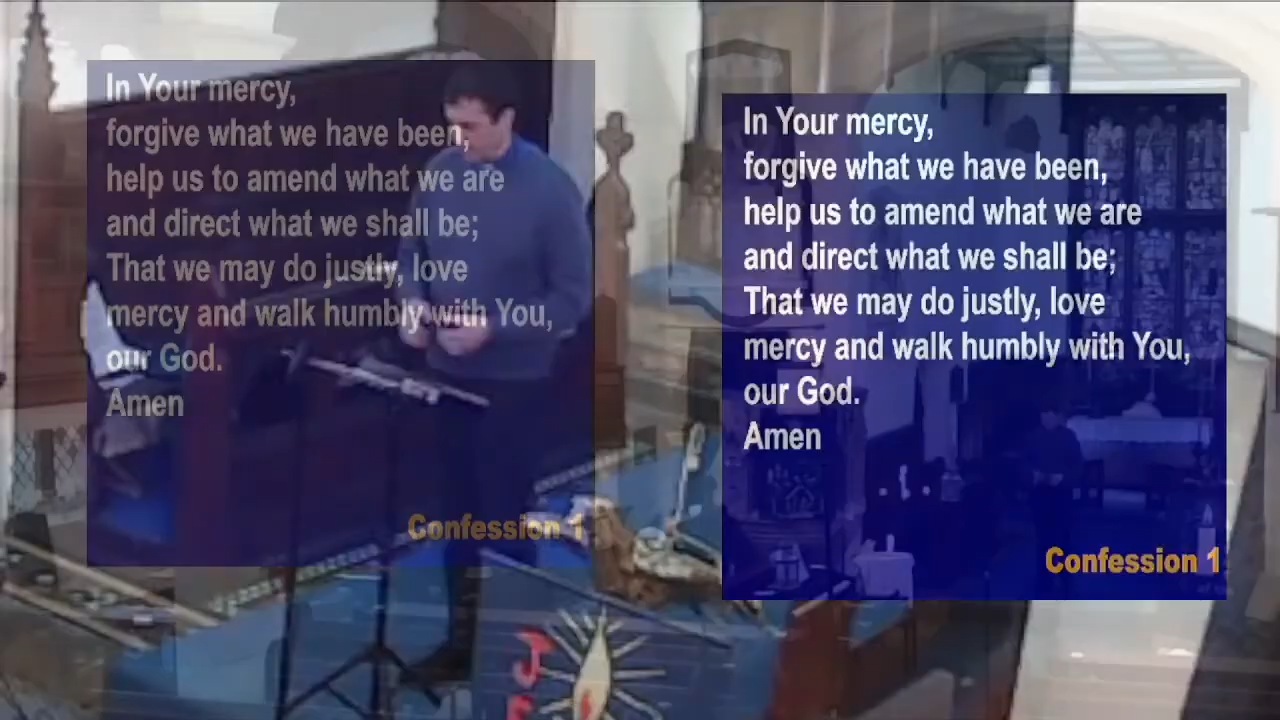 In Your mercy,
forgive what we have been,
help us to amend what we are
and direct what we shall be;
That we may do justly, love
mercy and walk humbly with You,
our God.
Amen
Confession 1
In Your mercy,
forgive what we have been,
help us to amend what we are
and direct what we shall be;
That we may do justly, love
mercy and walk humbly with You,
our God.
Amen
Confession 1
J